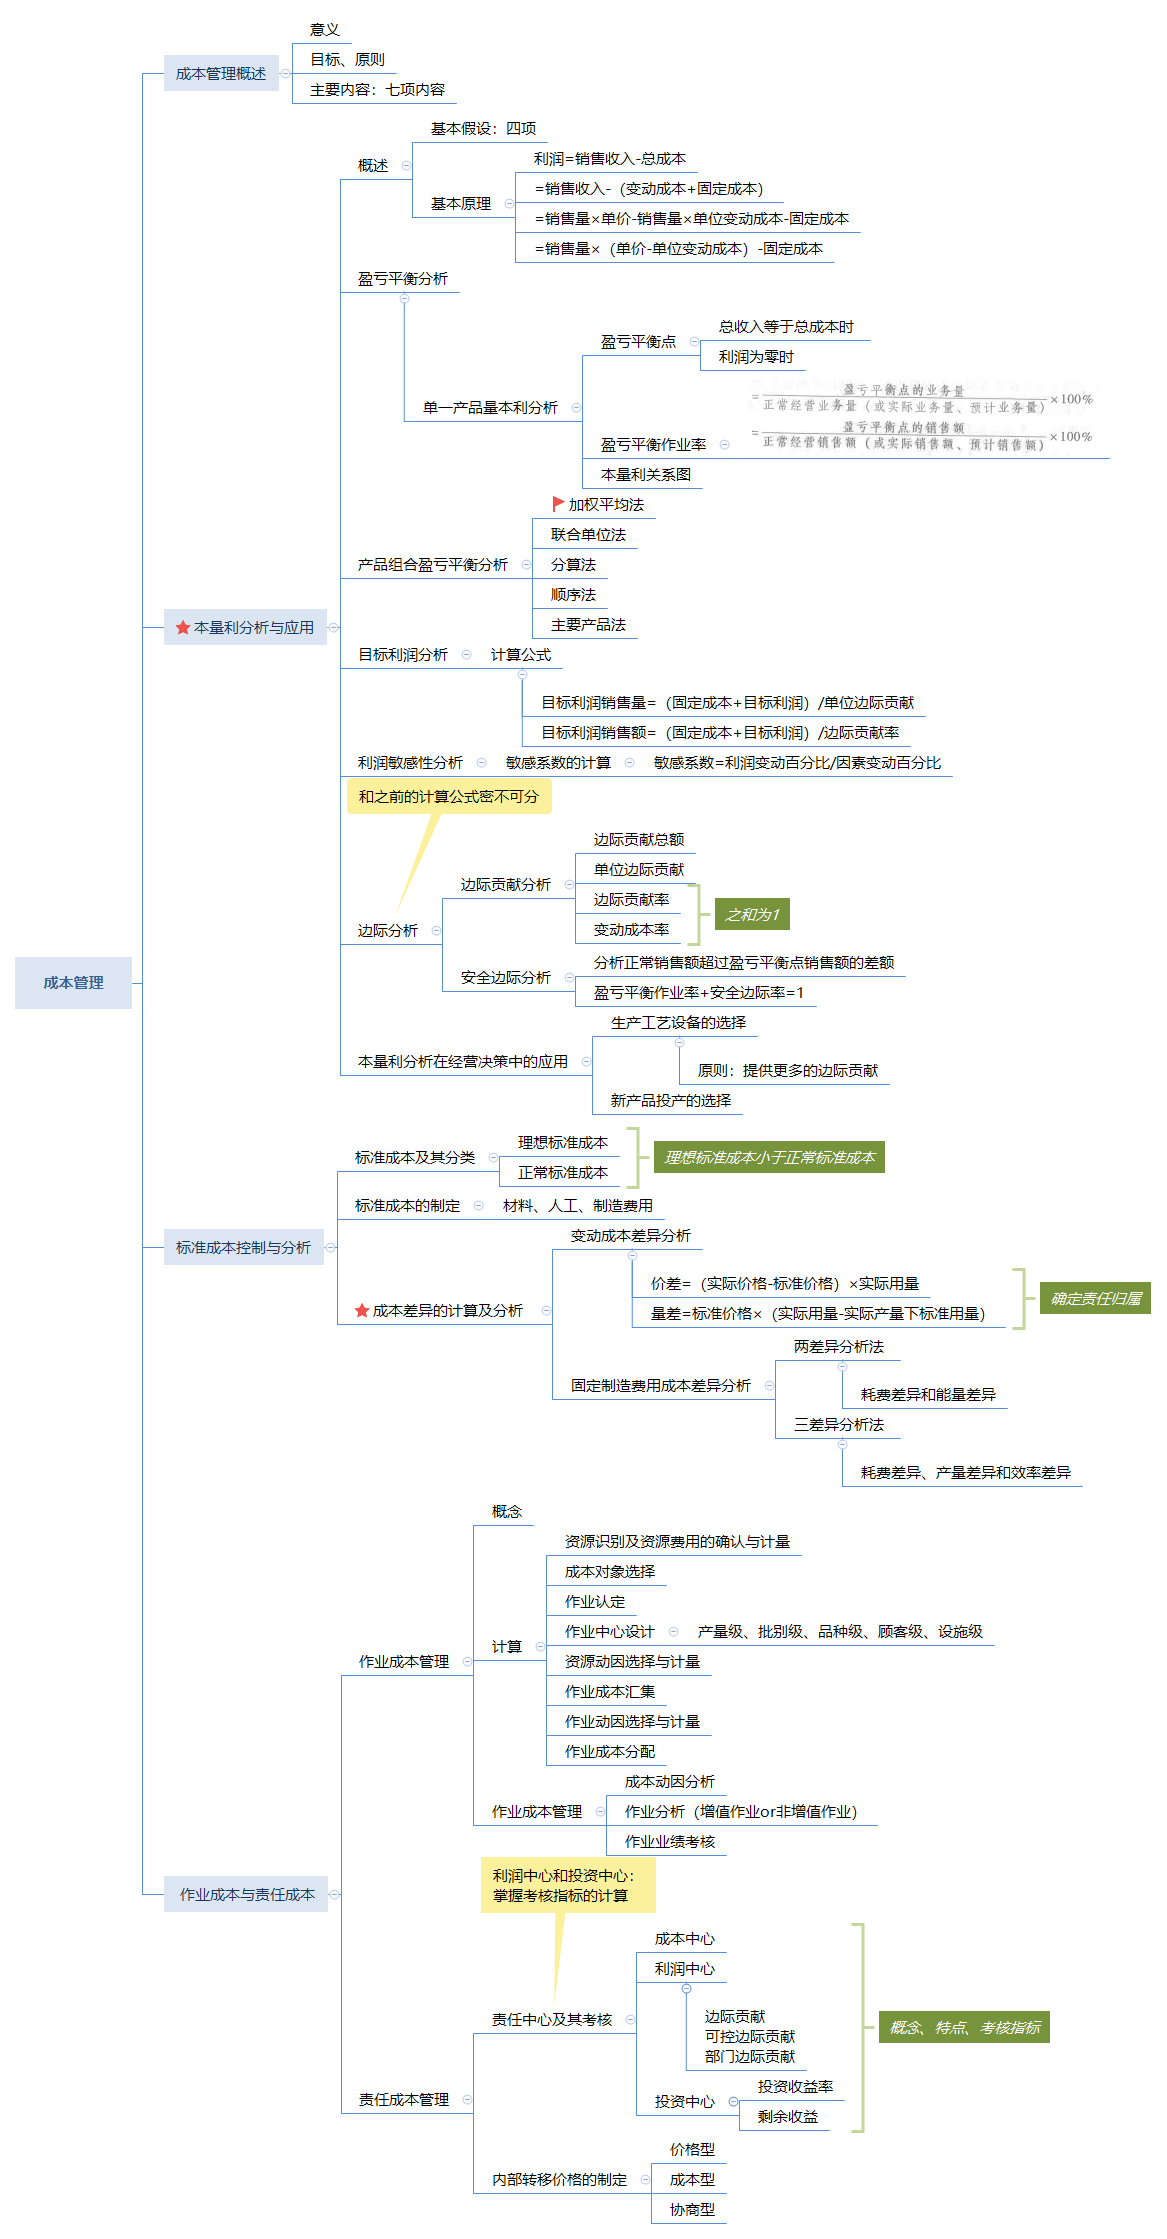 成本管理
成本管理概述
意义
目标、原则
主要内容：七项内容
本量利分析与应用
概述
基本假设：四项
基本原理
利润=销售收入-总成本
=销售收入-（变动成本+固定成本）
=销售量×单价-销售量×单位变动成本-固定成本
=销售量×（单价-单位变动成本）-固定成本
盈亏平衡分析
单一产品量本利分析
盈亏平衡点
总收入等于总成本时
利润为零时
盈亏平衡作业率
= 盈亏平衡点的业务量
正常经营业务量（或实际业务量、预计业务量） ×100%
= 盈亏平衡点的销售额
正常经营销售额（或实际销售额、预计销售额） ×100%
本量利关系图
产品组合盈亏平衡分析
加权平均法
联合单位法
分算法
顺序法
主要产品法
目标利润分析
计算公式
目标利润销售量=（固定成本+目标利润）/单位边际贡献
目标利润销售额=（固定成本+目标利润）/边际贡献率
利润敏感性分析
敏感系数的计算
敏感系数=利润变动百分比/因素变动百分比
和之前的计算公式密不可分
边际分析
边际贡献分析
边际贡献总额
单位边际贡献
边际贡献率
变动成本率
之和为1
安全边际分析
分析正常销售额超过盈亏平衡点销售额的差额
盈亏平衡作业率+安全边际率=1
本量利分析在经营决策中的应用
生产工艺设备的选择
原则：提供更多的边际贡献
新产品投产的选择
标准成本控制与分析
标准成本及其分类
理想标准成本
正常标准成本
理想标准成本小于正常标准成本
标准成本的制定
材料、人工、制造费用
成本差异的计算及分析
变动成本差异分析
价差=（实际价格-标准价格）×实际用量
量差=标准价格×（实际用量-实际产量下标准用量）
确定责任归属
固定制造费用成本差异分析
两差异分析法
耗费差异和能量差异
三差异分析法
耗费差异、产量差异和效率差异
作业成本与责任成本
作业成本管理
概念
计算
资源识别及资源费用的确认与计量
成本对象选择
作业认定
作业中心设计
产量级、批别级、品种级、顾客级、设施级
资源动因选择与计量
作业成本汇集
作业动因选择与计量
作业成本分配
作业成本管理
成本动因分析
作业分析（增值作业or非增值作业）
作业业绩考核
利润中心和投资中心：
掌握考核指标的计算
责任成本管理
责任中心及其考核
成本中心
利润中心
边际贡献
可控边际贡献
部门边际贡献
投资中心
投资收益率
剩余收益
概念、特点、考核指标
内部转移价格的制定
价格型
成本型
协商型